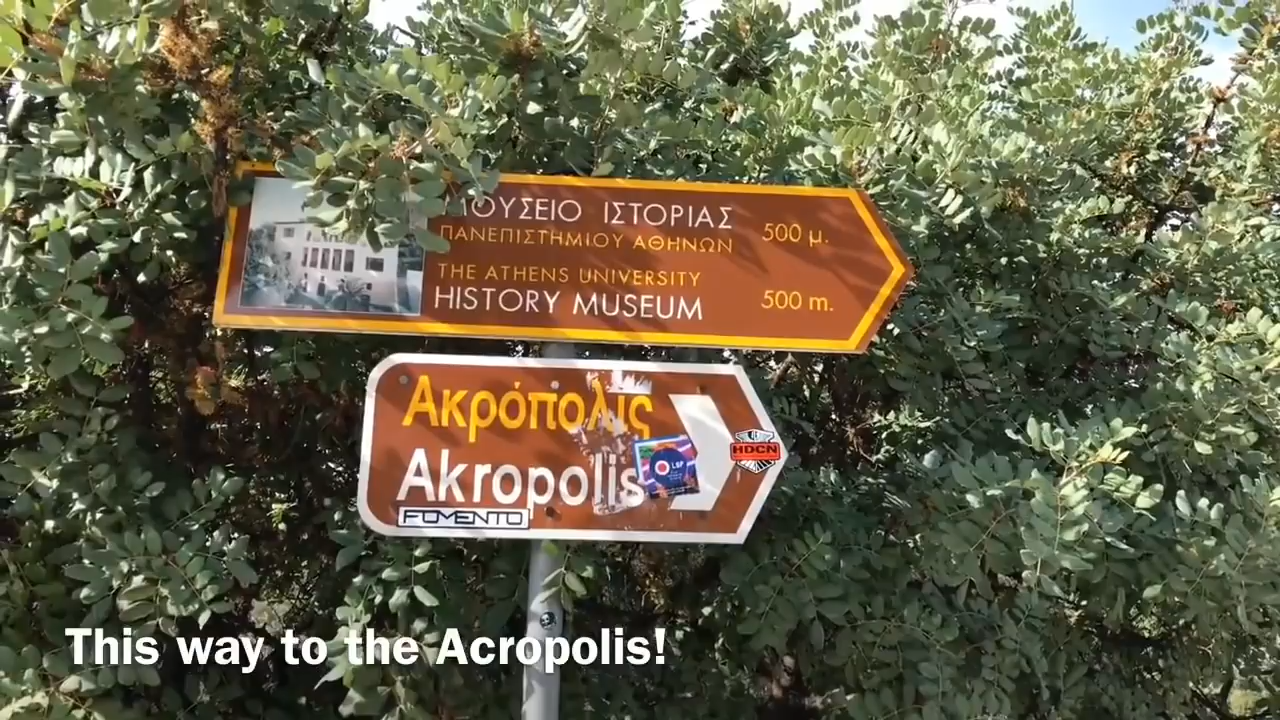 ΜΟΥΣΕΙΟ ΙΣΤΟΡΙΑΣ
ΠΑΝΕΠΙΣΤΗΜΙΟΥ ΑΘΗΝΩΝ
500 μ.
THE ATHENS UNIVERSITY
HISTORY MUSEUM
500 m.
Ακρόπολις
Akropolis
LSP
HDCN
FOMENTO
This way to the Acropolis!